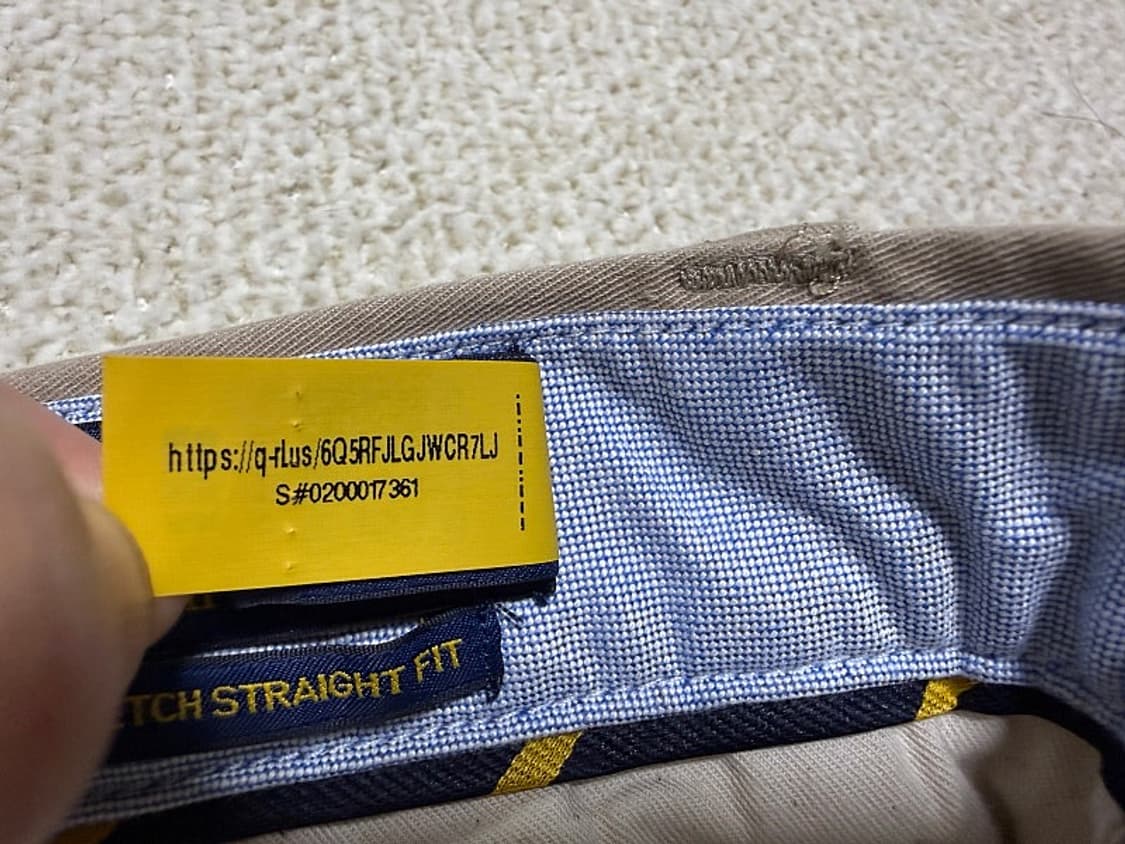 https://q-r.us/6Q5RFJLGJWCR7LJ
S#0200017361
TCH STRAIGHT FIT